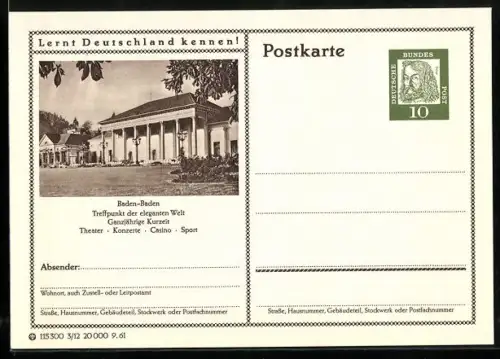 Lernt Deutschland kennen!
Baden-Baden
Treffpunkt der eleganten Welt
Ganzjährige Kurzeit
Theater · Konzerte · Casino · Sport
Absender:
Wohnort, auch Zustell- oder Leitpostamt
Straße, Hausnummer, Gebäudeteil, Stockwerk oder Postfachnummer
115300 3/12 20000 9.61
Postkarte
DEUTSCHE
BUNDES
POST
10
Straße, Hausnummer, Gebäudeteil, Stockwerk oder Postfachnummer